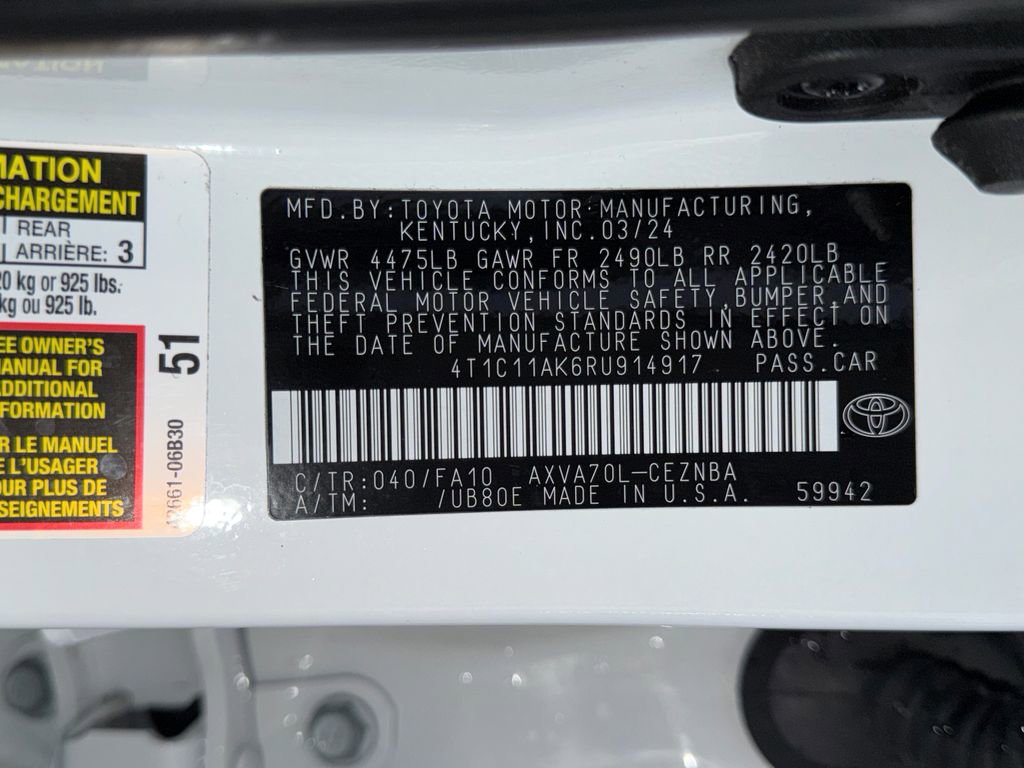 MATION
CHARGEMENT
REAR
ARRIÈRE: 3
20 kg or 925 lbs.
kg ou 925 lb.
EE OWNER'S
MANUAL FOR
ADDITIONAL
FORMATION
R LE MANUEL
E L'USAGER
OUR PLUS DE
SEIGNEMENTS
51
42661-06B30
MFD.BY:TOYOTA MOTOR MANUFACTURING,
KENTUCKY,INC.03/24
GVWR 4475LB GAWR FR 2490LB RR 2420LB
THIS VEHICLE CONFORMS TO ALL APPLICABLE
FEDERAL MOTOR VEHICLE SAFETY,BUMPER,AND
THEFT PREVENTION STANDARDS IN EFFECT ON
THE DATE OF MANUFACTURE SHOWN ABOVE.
4T1C11AK6RU914917 PASS.CAR
C/TR:040/FA10 AXVA70L-CEZNBA
A/TM: /UB80E MADE IN U.S.A. 59942